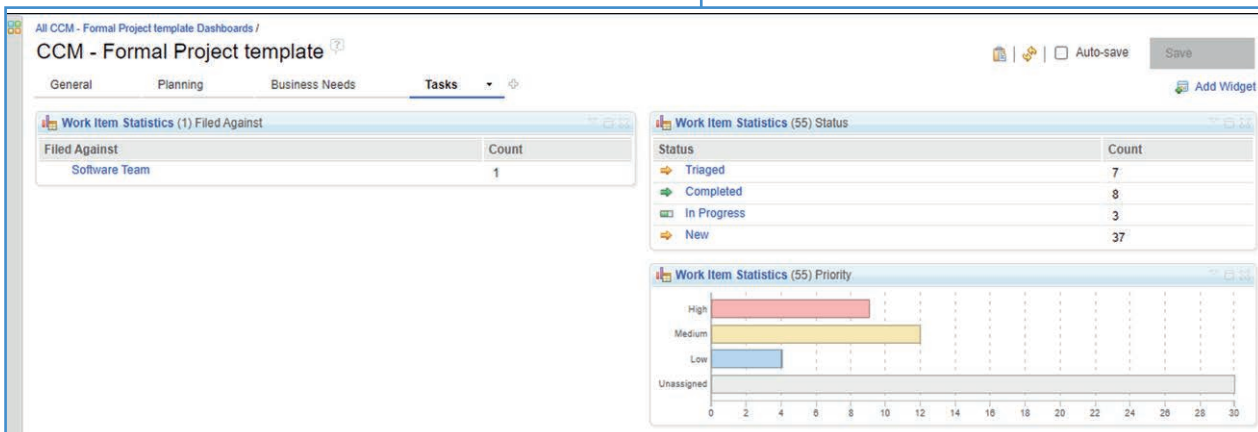 All CCM - Formal Project template Dashboards /
CCM - Formal Project template ?
Auto-save Save
General Planning Business Needs Tasks
Add Widget
Work Item Statistics (1) Filed Against
Filed Against Count
Software Team 1
Work Item Statistics (55) Status
Status Count
Triaged 7
Completed 8
In Progress 3
New 37
Work Item Statistics (55) Priority
High
Medium
Low
Unassigned
0 2 4 6 8 10 12 14 16 18 20 22 24 26 28 30